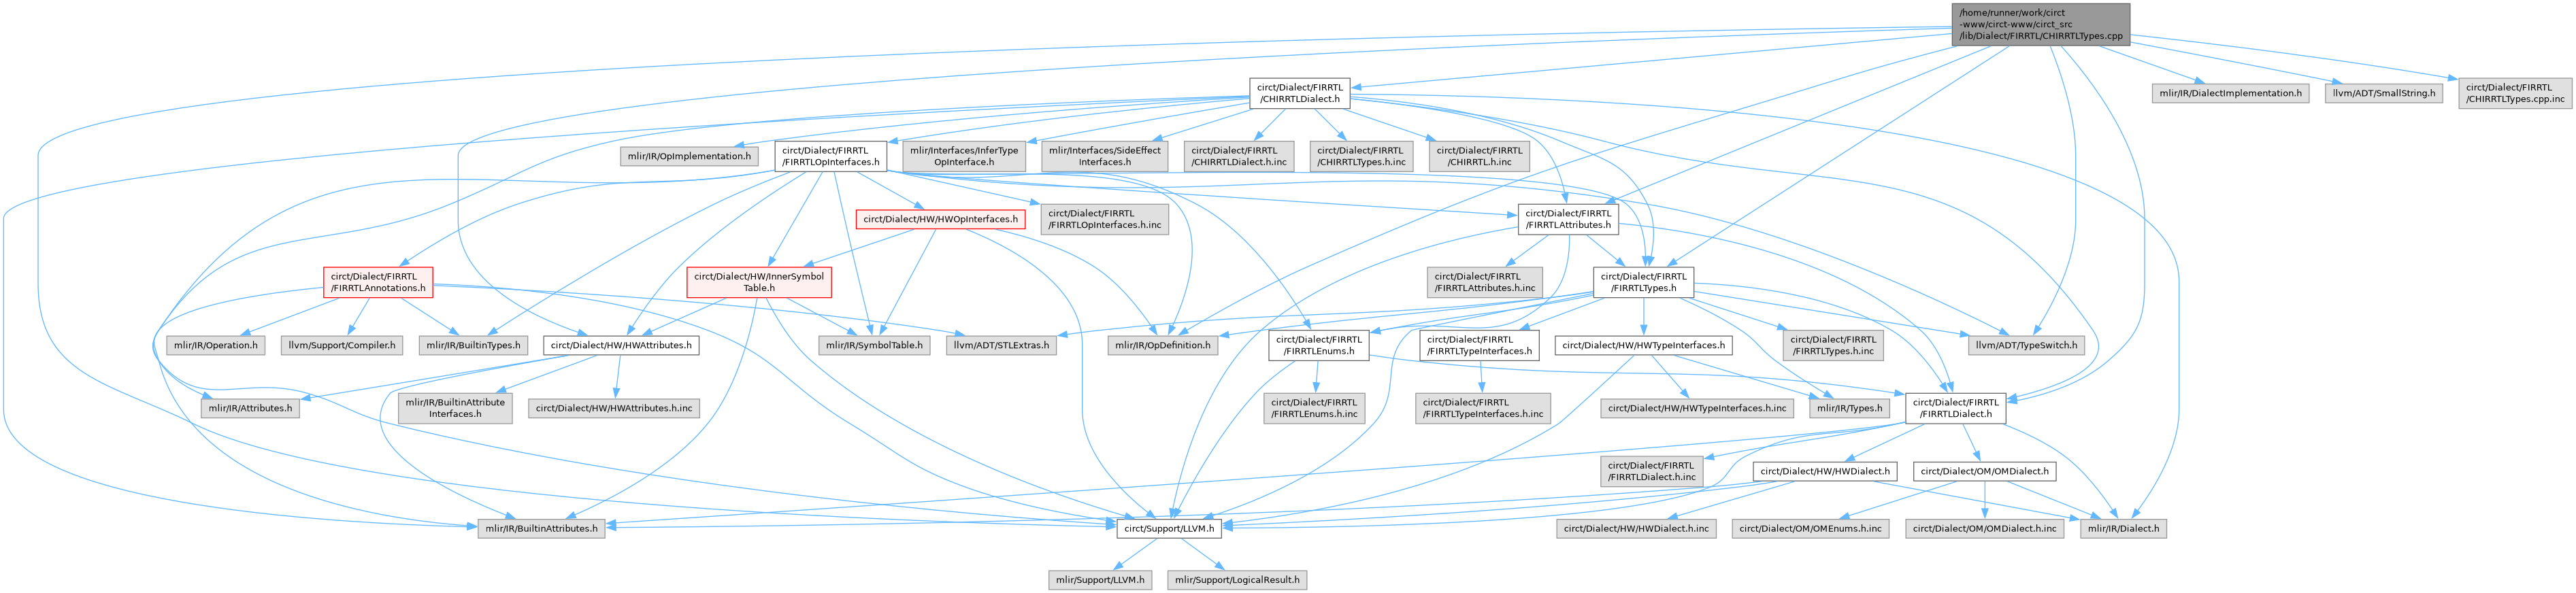 /home/runner/work/circt
-www/circt-www/circt_src
/lib/Dialect/FIRRTL/CHIRRTLTypes.cpp
circt/Dialect/FIRRTL
/CHIRRTLDialect.h
mlir/IR/DialectImplementation.h
llvm/ADT/SmallString.h
circt/Dialect/FIRRTL
/CHIRRTLTypes.cpp.inc
mlir/IR/OpImplementation.h
circt/Dialect/FIRRTL
/FIRRTLOpInterfaces.h
mlir/Interfaces/InferType
OpInterface.h
mlir/Interfaces/SideEffect
Interfaces.h
circt/Dialect/FIRRTL
/CHIRRTLDialect.h.inc
circt/Dialect/FIRRTL
/CHIRRTLTypes.h.inc
circt/Dialect/FIRRTL
/CHIRRTL.h.inc
circt/Dialect/HW/HWOpInterfaces.h
circt/Dialect/FIRRTL
/FIRRTLOpInterfaces.h.inc
circt/Dialect/FIRRTL
/FIRRTLAttributes.h
circt/Dialect/FIRRTL
/FIRRTLAnnotations.h
circt/Dialect/HW/InnerSymbol
Table.h
circt/Dialect/FIRRTL
/FIRRTLAttributes.h.inc
circt/Dialect/FIRRTL
/FIRRTLTypes.h
mlir/IR/Operation.h
llvm/Support/Compiler.h
mlir/IR/BuiltinTypes.h
circt/Dialect/HW/HWAttributes.h
mlir/IR/SymbolTable.h
llvm/ADT/STLExtras.h
mlir/IR/OpDefinition.h
circt/Dialect/FIRRTL
/FIRRTLEnums.h
circt/Dialect/FIRRTL
/FIRRTLTypeInterfaces.h
circt/Dialect/HW/HWTypeInterfaces.h
circt/Dialect/FIRRTL
/FIRRTLTypes.h.inc
llvm/ADT/TypeSwitch.h
mlir/IR/Attributes.h
mlir/IR/BuiltinAttribute
Interfaces.h
circt/Dialect/HW/HWAttributes.h.inc
circt/Dialect/FIRRTL
/FIRRTLEnums.h.inc
circt/Dialect/FIRRTL
/FIRRTLTypeInterfaces.h.inc
circt/Dialect/HW/HWTypeInterfaces.h.inc
mlir/IR/Types.h
circt/Dialect/FIRRTL
/FIRRTLDialect.h
circt/Dialect/FIRRTL
/FIRRTLDialect.h.inc
circt/Dialect/HW/HWDialect.h
circt/Dialect/OM/OMDialect.h
mlir/IR/BuiltinAttributes.h
circt/Support/LLVM.h
circt/Dialect/HW/HWDialect.h.inc
circt/Dialect/OM/OMEnums.h.inc
circt/Dialect/OM/OMDialect.h.inc
mlir/IR/Dialect.h
mlir/Support/LLVM.h
mlir/Support/LogicalResult.h